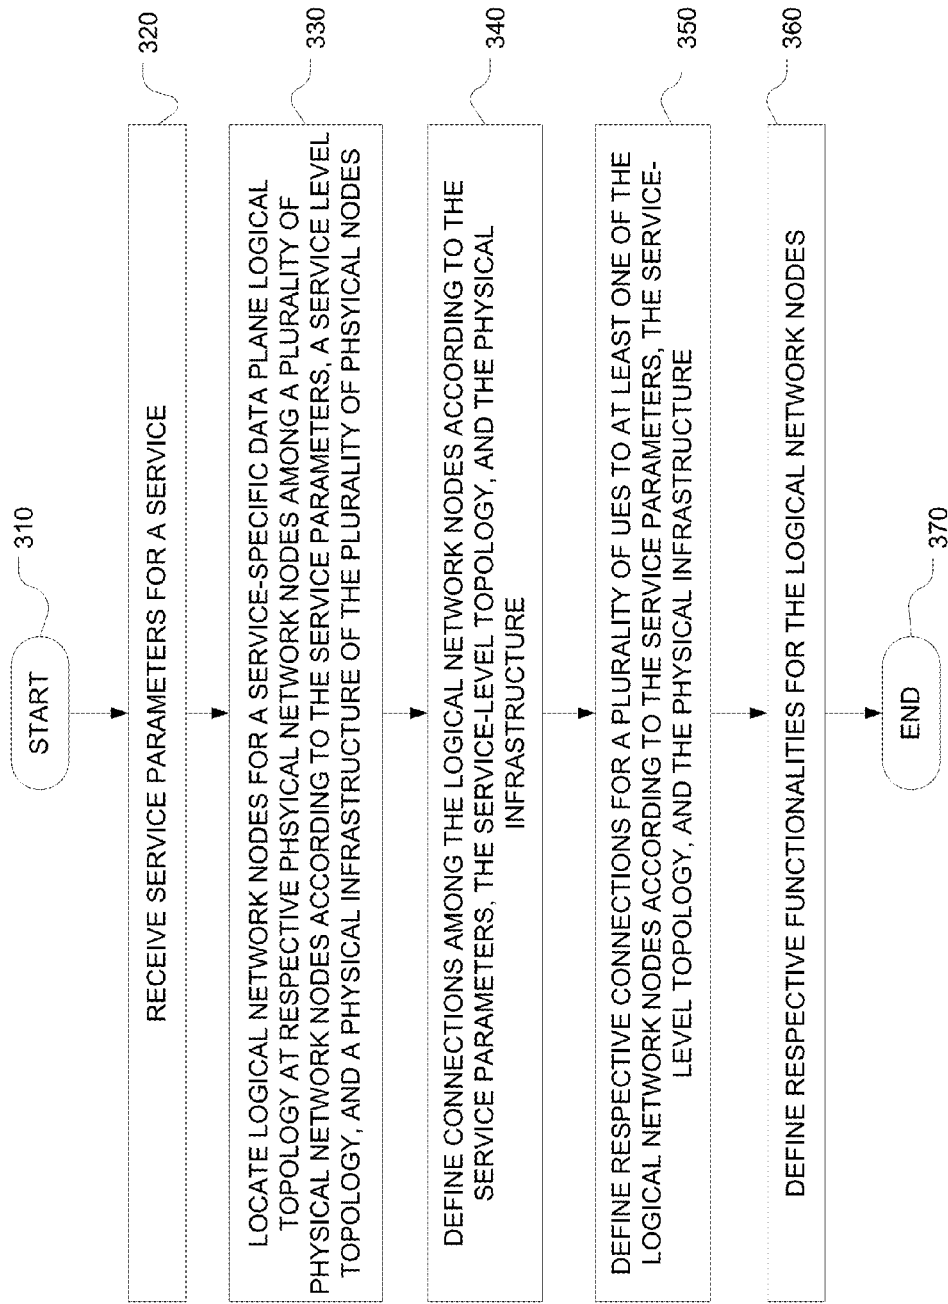 START
310
RECEIVE SERVICE PARAMETERS FOR A SERVICE
320
LOCATE LOGICAL NETWORK NODES FOR A SERVICE-SPECIFIC DATA PLANE LOGICAL
TOPOLOGY AT RESPECTIVE PHSYICAL NETWORK NODES AMONG A PLURALITY OF
PHYSICAL NETWORK NODES ACCORDING TO THE SERVICE PARAMETERS, A SERVICE LEVEL
TOPOLOGY, AND A PHYSICAL INFRASTRUCTURE OF THE PLURALITY OF PHSYICAL NODES
330
DEFINE CONNECTIONS AMONG THE LOGICAL NETWORK NODES ACCORDING TO THE
SERVICE PARAMETERS, THE SERVICE-LEVEL TOPOLOGY, AND THE PHYSICAL
INFRASTRUCTURE
340
DEFINE RESPECTIVE CONNECTIONS FOR A PLURALITY OF UES TO AT LEAST ONE OF THE
LOGICAL NETWORK NODES ACCORDING TO THE SERVICE PARAMETERS, THE SERVICE-
LEVEL TOPOLOGY, AND THE PHYSICAL INFRASTRUCTURE
350
DEFINE RESPECTIVE FUNCTIONALITIES FOR THE LOGICAL NETWORK NODES
360
END
370